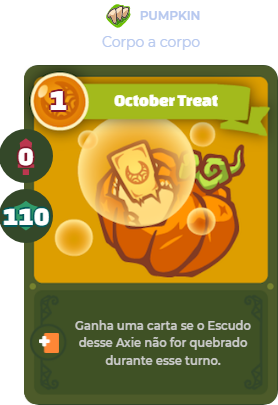 PUMPKIN
Corpo a corpo
1
October Treat
0
110
Ganha uma carta se o Escudo
desse Axie não for quebrado
durante esse turno.